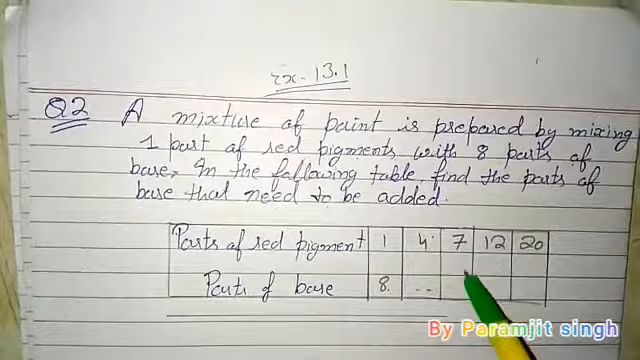 Ex - 13.1
Q2 A mixture of paint is prepared by mixing
1 part of red pigments with 8 parts of
base. In the following table, find the parts of
base that need to be added.
Parts of red pigment 1 4 7 12 20
Parts of base 8 --
By Paramjit singh